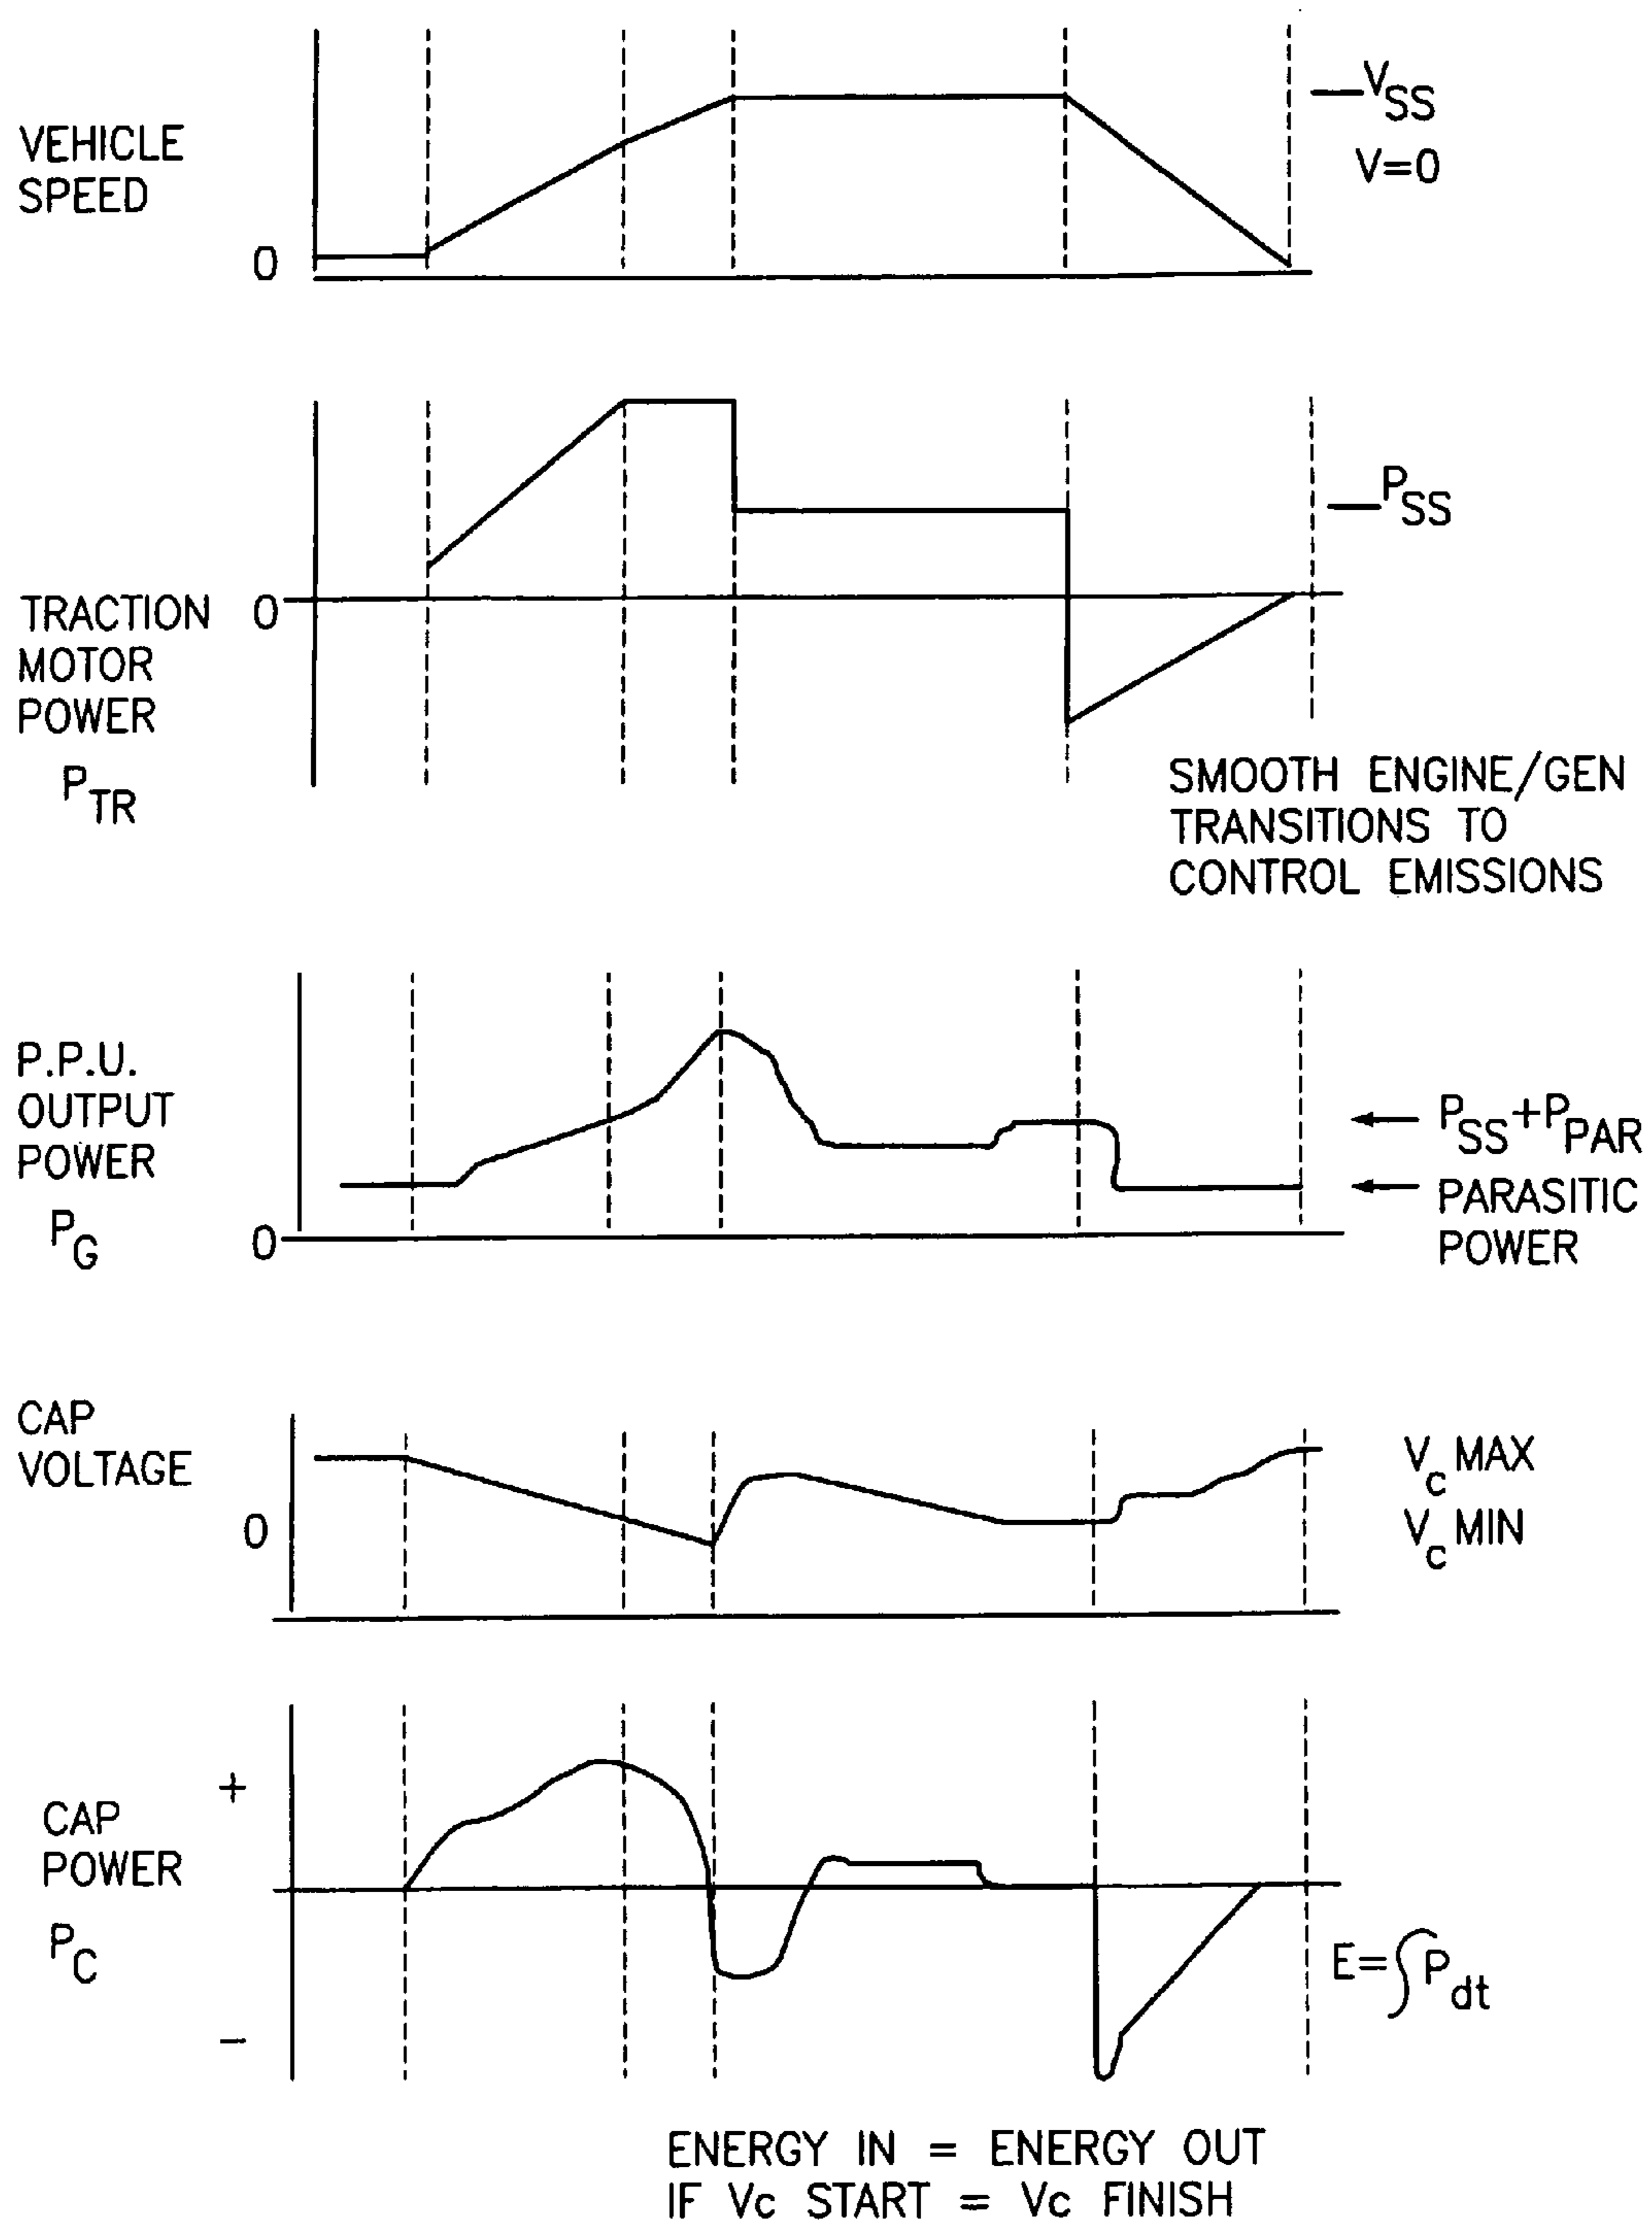 VEHICLE
SPEED
0
VSS
V=0
TRACTION
MOTOR
POWER
PTR
0
PSS
SMOOTH ENGINE/GEN
TRANSITIONS TO
CONTROL EMISSIONS
P.P.U.
OUTPUT
POWER
PG
0
PSS+PPAR
PARASITIC
POWER
CAP
VOLTAGE
0
Vc MAX
Vc MIN
+
CAP
POWER
PC
−
E=∫Pdt
ENERGY IN = ENERGY OUT
IF Vc START = Vc FINISH